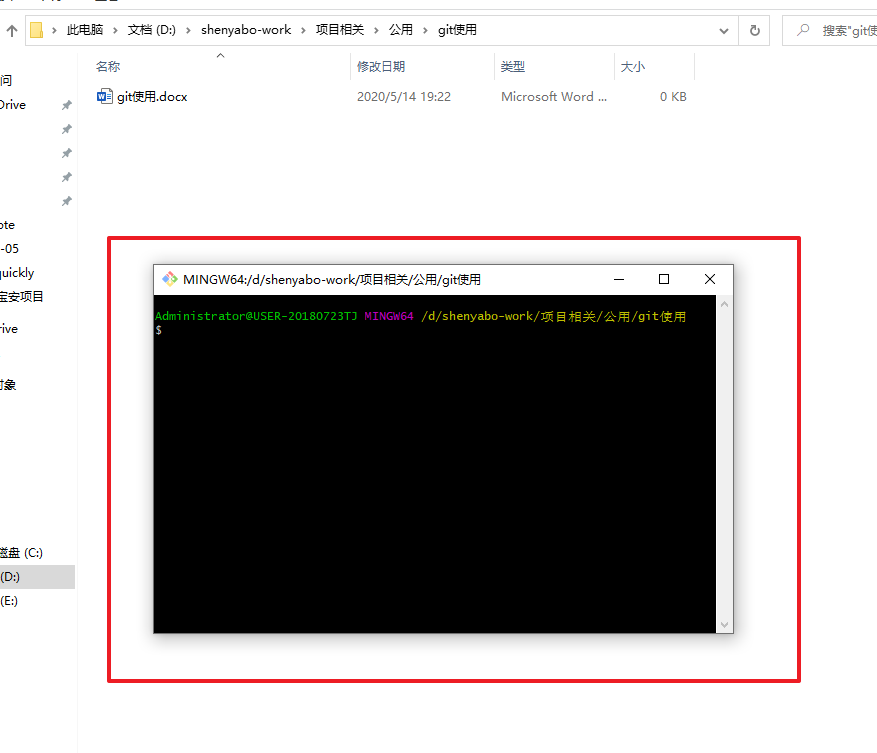 此电脑 › 文档 (D:) › shenyabo-work › 项目相关 › 公用 › git使用
搜索"git使
名称 修改日期 类型 大小
git使用.docx 2020/5/14 19:22 Microsoft Word ... 0 KB
问
Drive
ote
-05
quickly
宝安项目
rive
对象
磁盘 (C:)
(D:)
(E:)
MINGW64:/d/shenyabo-work/项目相关/公用/git使用
Administrator@USER-20180723TJ MINGW64 /d/shenyabo-work/项目相关/公用/git使用
$